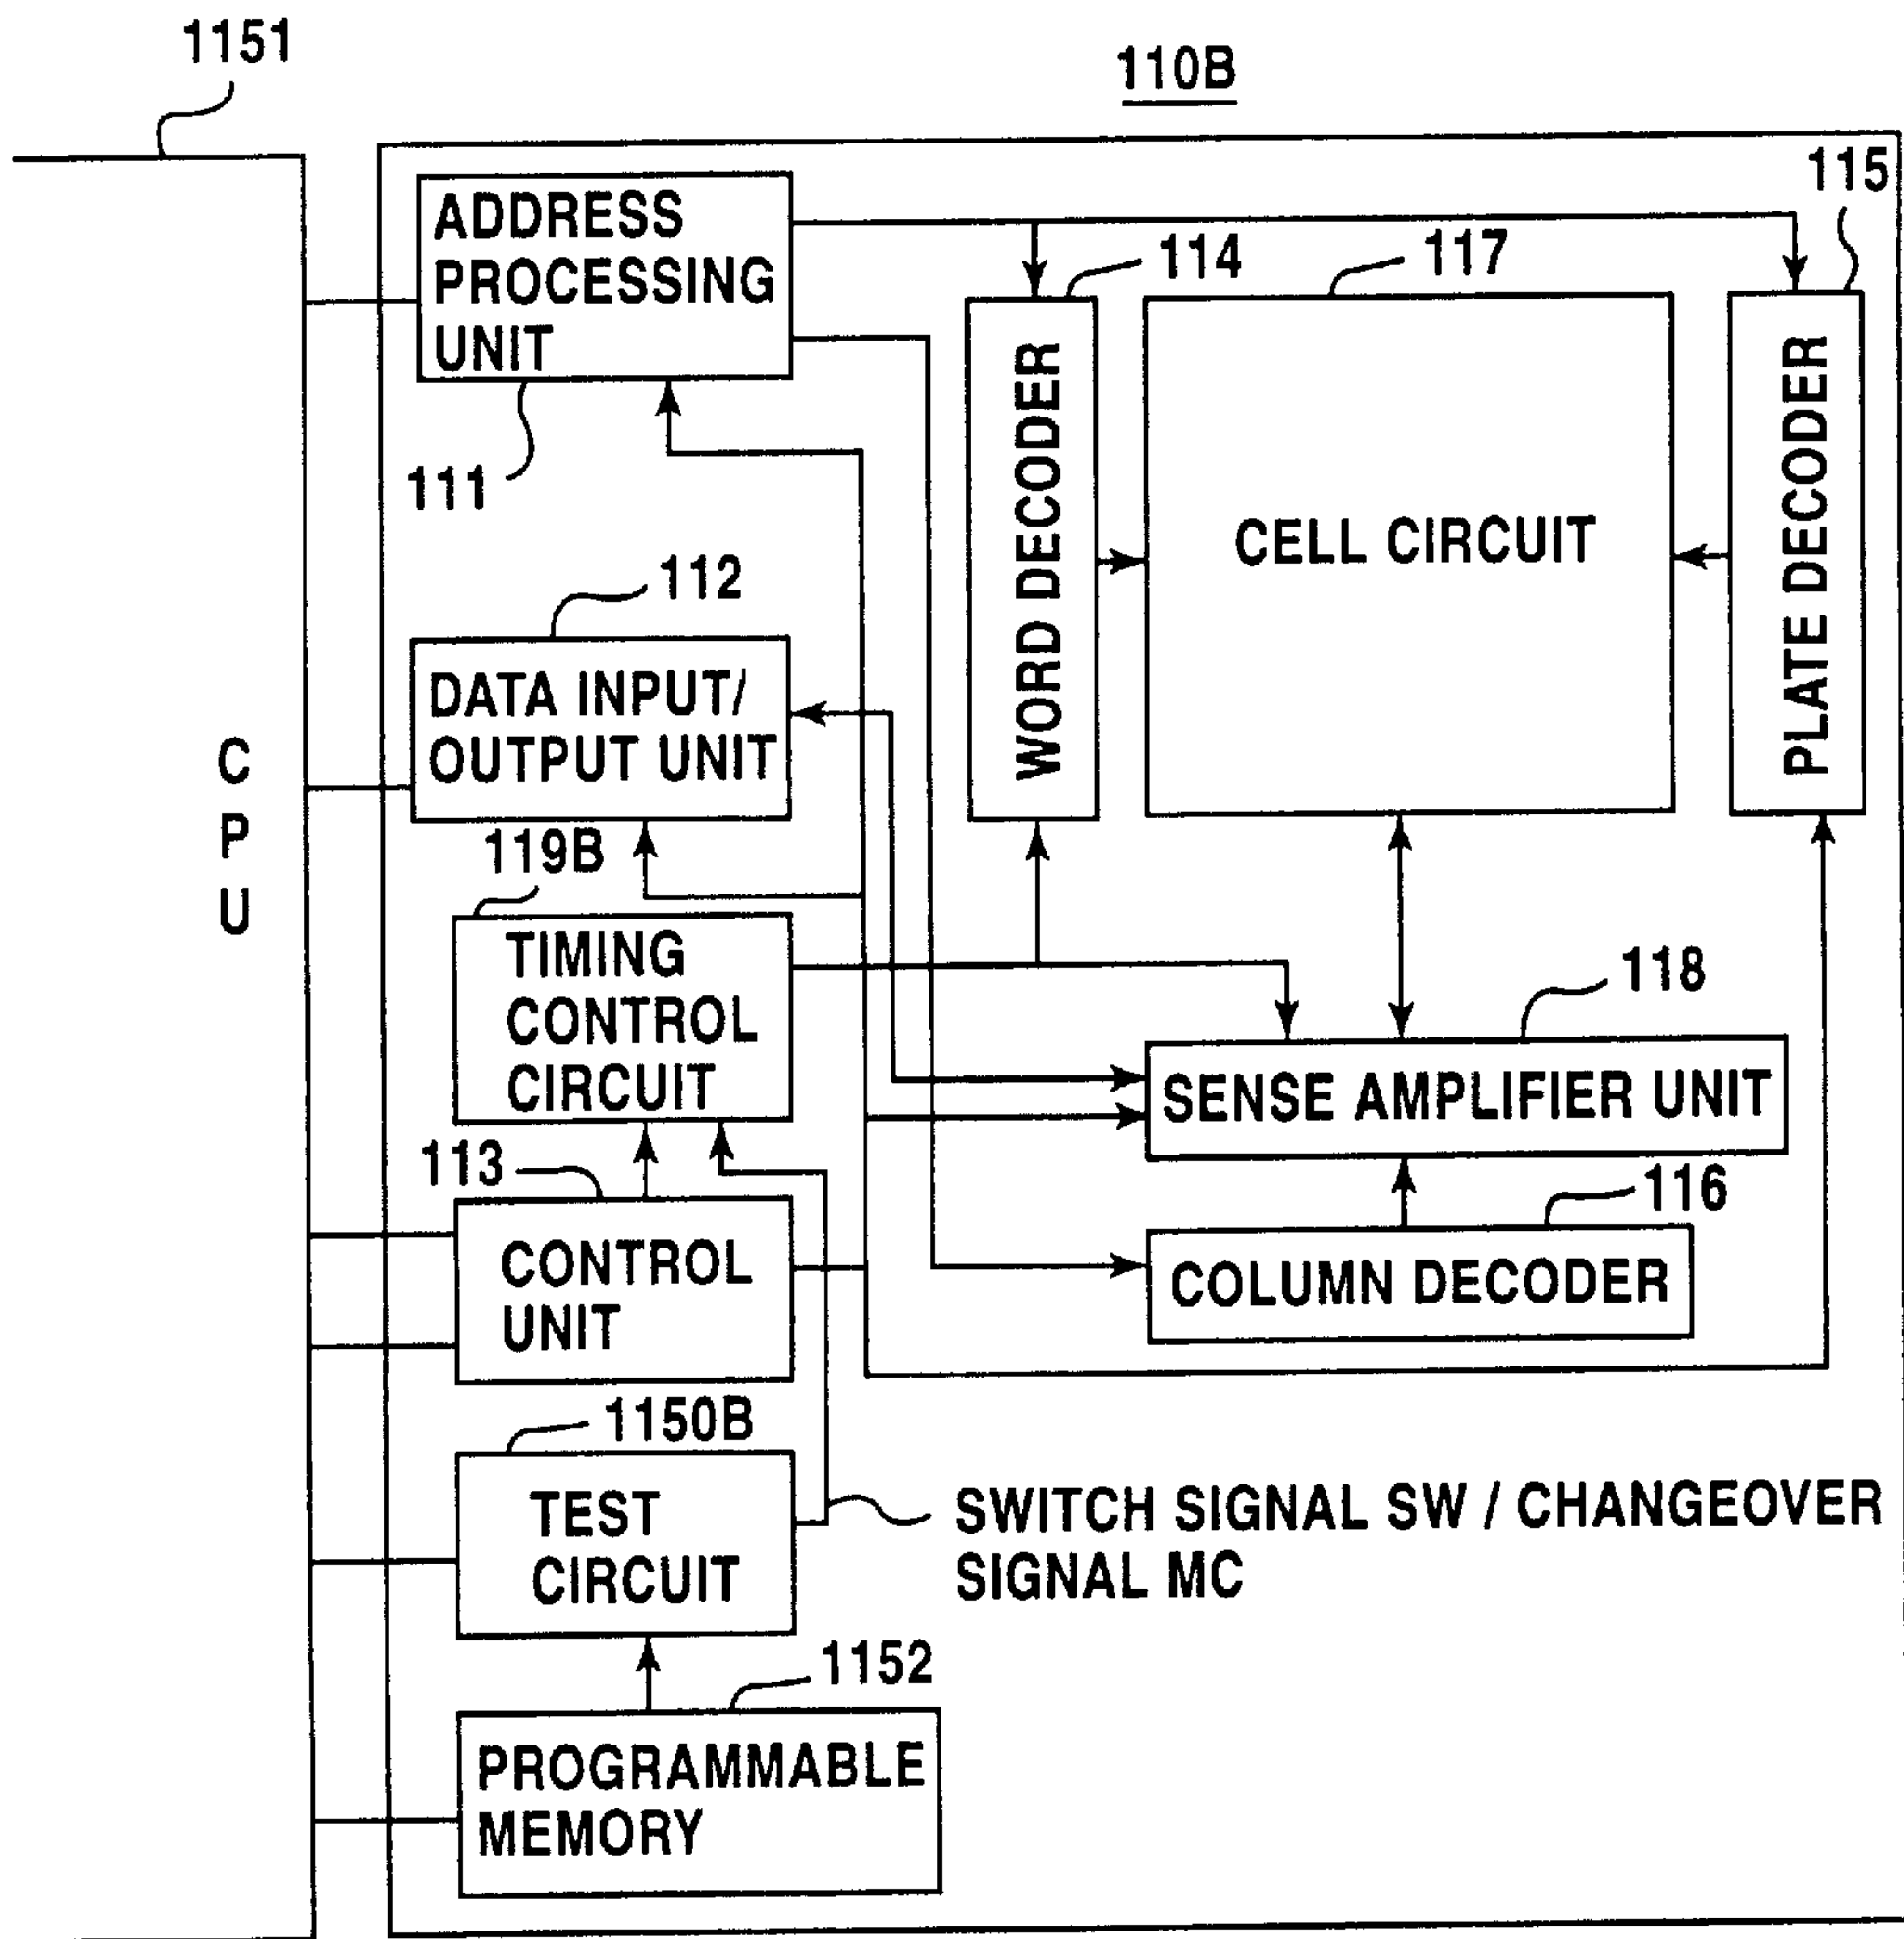 1151
110B
115
ADDRESS
PROCESSING
UNIT
114
117
111
WORD DECODER
CELL CIRCUIT
PLATE DECODER
112
DATA INPUT/
OUTPUT UNIT
CPU
119B
TIMING
CONTROL
CIRCUIT
118
SENSE AMPLIFIER UNIT
113
116
CONTROL
UNIT
COLUMN DECODER
1150B
TEST
CIRCUIT
SWITCH SIGNAL SW / CHANGEOVER
SIGNAL MC
1152
PROGRAMMABLE
MEMORY